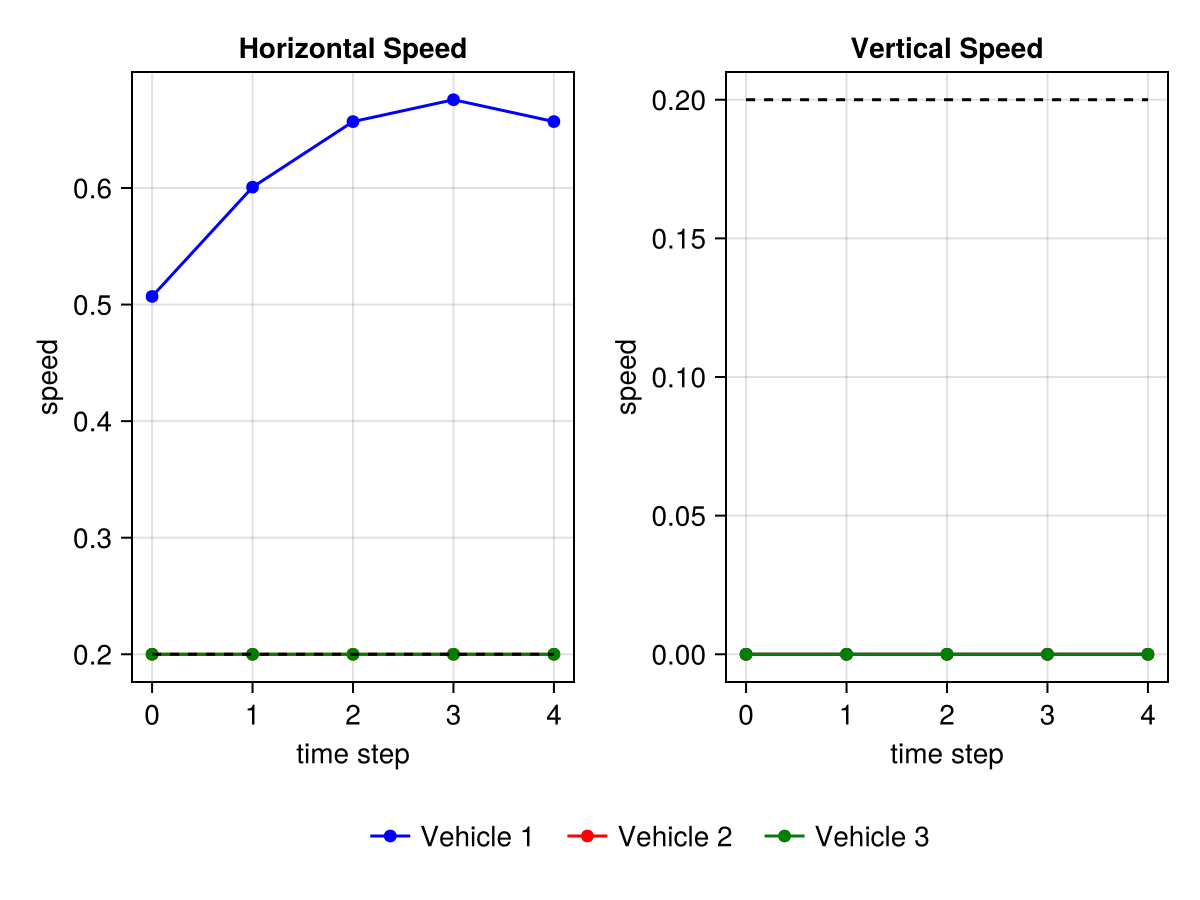 Horizontal Speed
0.6
0.5
0.4
0.3
0.2
speed
0 1 2 3 4
time step
Vertical Speed
0.20
0.15
0.10
0.05
0.00
speed
0 1 2 3 4
time step
Vehicle 1 Vehicle 2 Vehicle 3